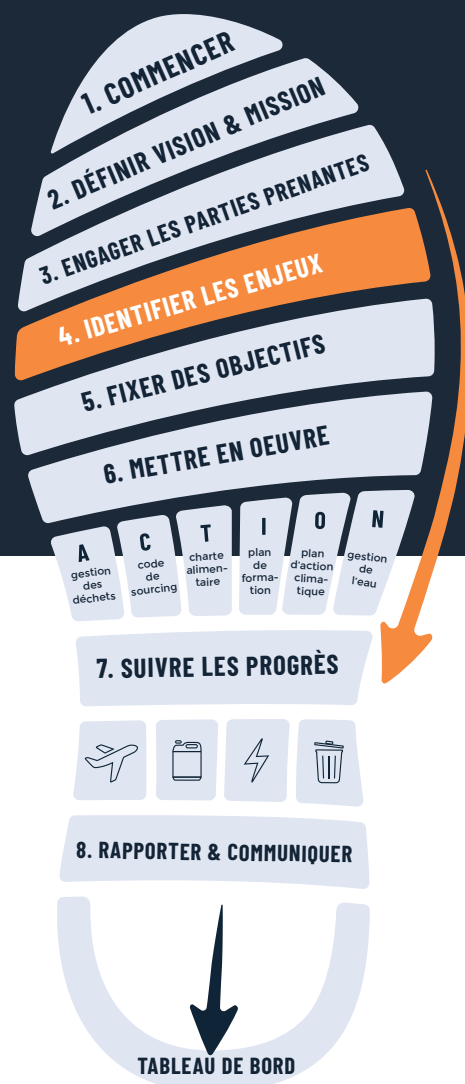 1. COMMENCER
2. DÉFINIR VISION & MISSION
3. ENGAGER LES PARTIES PRENANTES
4. IDENTIFIER LES ENJEUX
5. FIXER DES OBJECTIFS
6. METTRE EN OEUVRE
A
gestion
des
déchets
C
code
de
sourcing
T
charte
alimen-
taire
I
plan
de
forma-
tion
O
plan
d'action
clima-
tique
N
gestion
de
l'eau
7. SUIVRE LES PROGRÈS
8. RAPPORTER & COMMUNIQUER
TABLEAU DE BORD